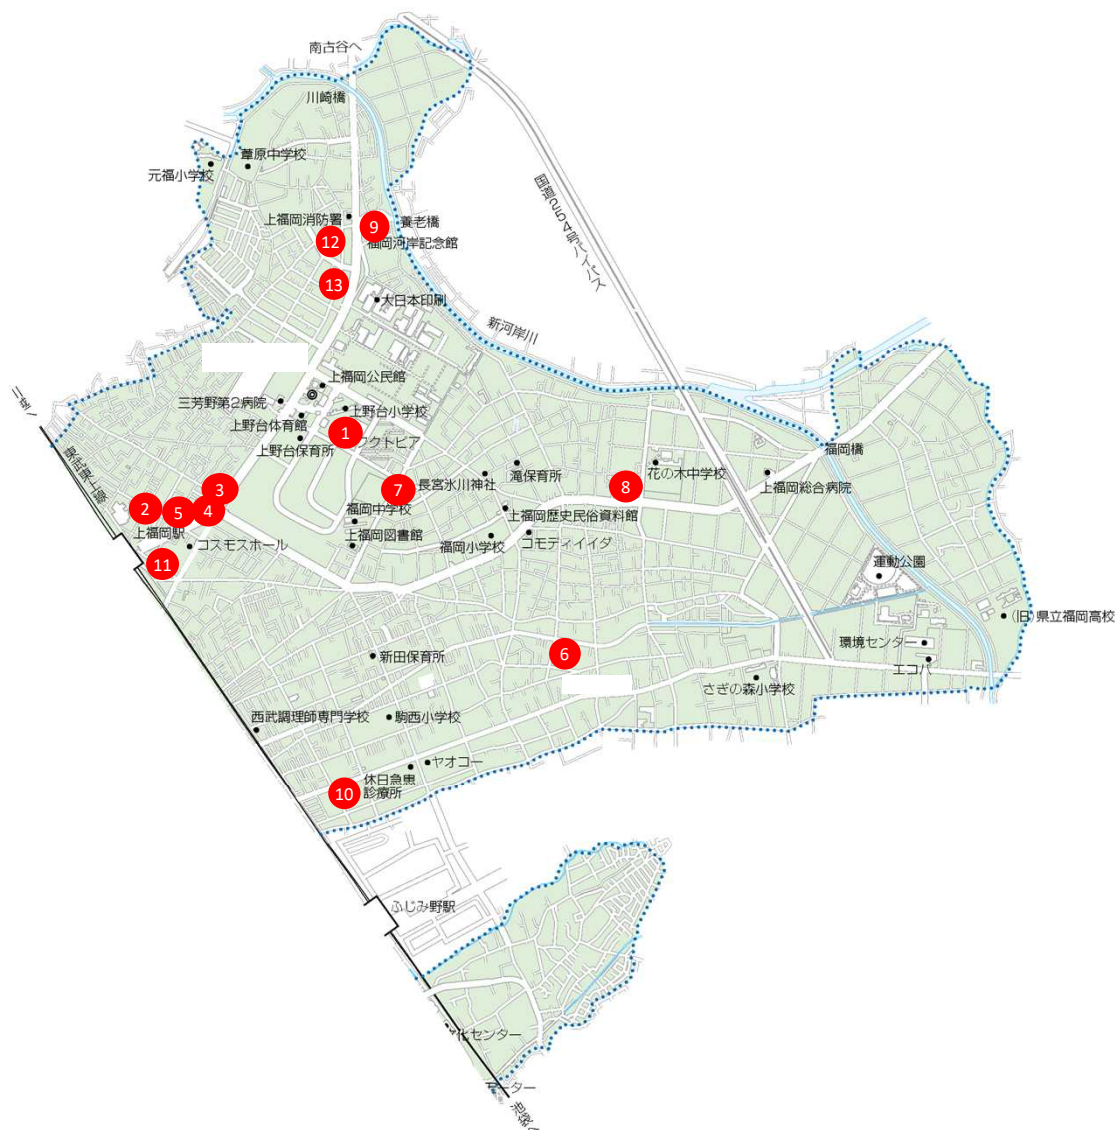 南古谷へ
川崎橋
葦原中学校
元福小学校
国道254号バイパス
上福岡消防署
9
養老橋
12
福岡河岸記念館
13
大日本印刷
新河岸川
上福岡公民館
三芳野第2病院
上野台小学校
上野台体育館
1
ククトピア
上野台保育所
福岡橋
東武東上線
滝保育所
花の木中学校
長宮氷川神社
上福岡総合病院
3
7
8
2
5
4
福岡中学校
上福岡歴史民俗資料館
上福岡駅
上福岡図書館
福岡小学校
コモディイイダ
コスモスホール
11
運動公園
(旧)県立福岡高校
環境センター
新田保育所
6
エコパ
さぎの森小学校
西武調理師専門学校
駒西小学校
ヤオコー
休日急患
診療所
10
ふじみ野駅
化センター
ーター
池袋